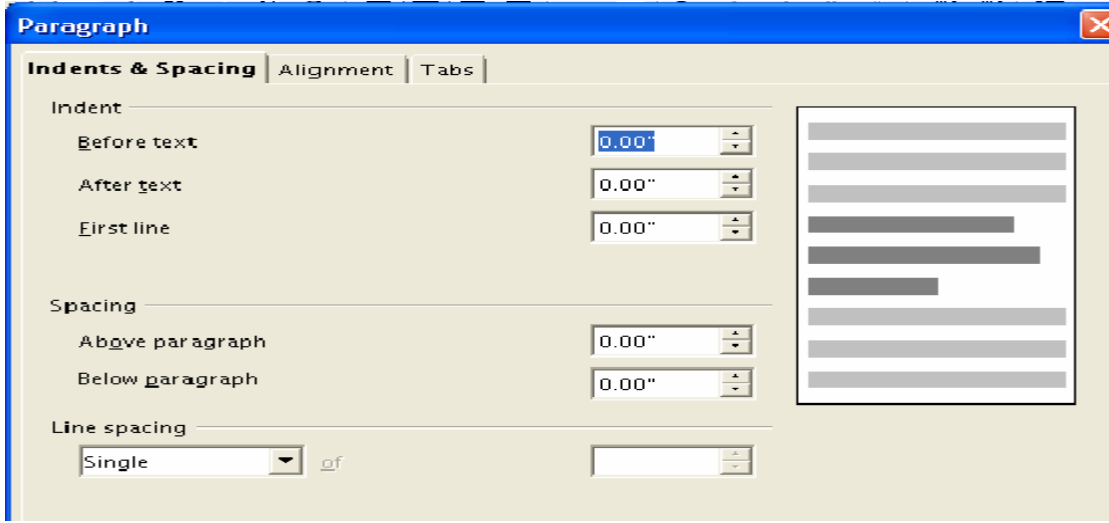 Paragraph
Indents & Spacing Alignment Tabs
Indent
Before text 0.00"
After text 0.00"
First line 0.00"
Spacing
Above paragraph 0.00"
Below paragraph 0.00"
Line spacing
Single of